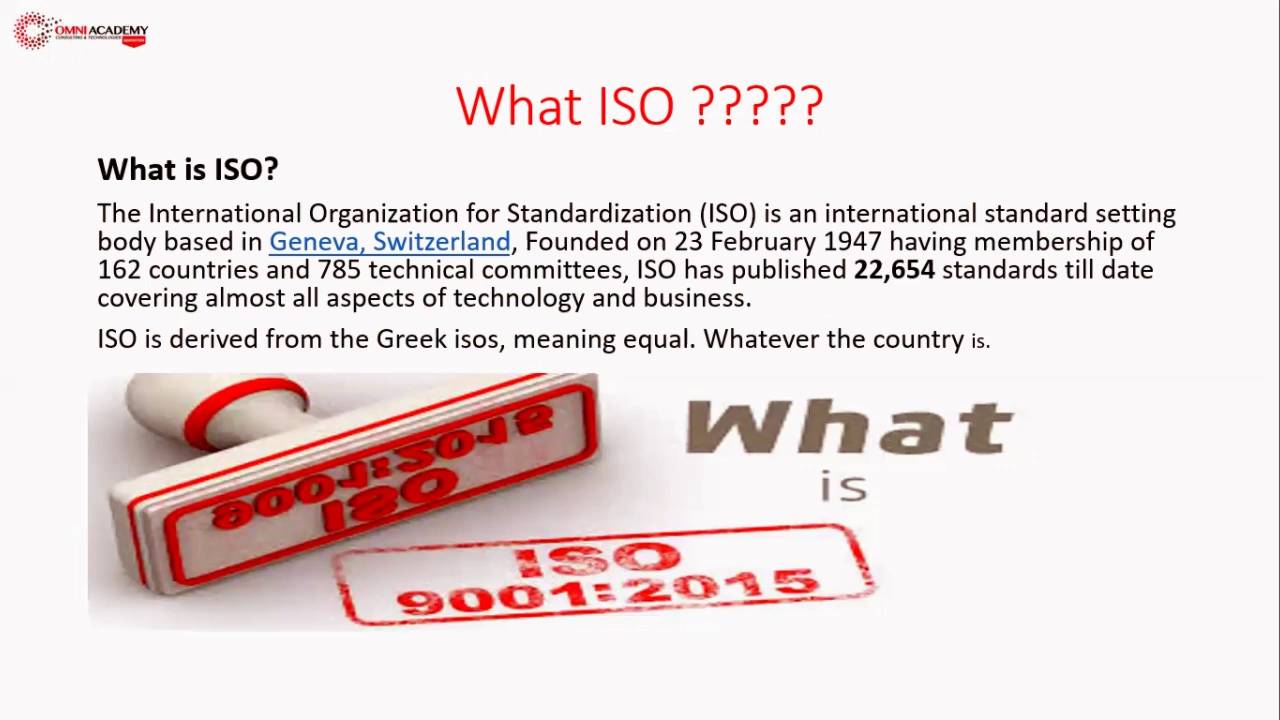 OMNI ACADEMY
CONSULTING & TECHNOLOGIES
What ISO ?????
What is ISO?
The International Organization for Standardization (ISO) is an international standard setting
body based in Geneva, Switzerland, Founded on 23 February 1947 having membership of
162 countries and 785 technical committees, ISO has published 22,654 standards till date
covering almost all aspects of technology and business.
ISO is derived from the Greek isos, meaning equal. Whatever the country is.
9001:2015
ISO
What
is
ISO
9001:2015